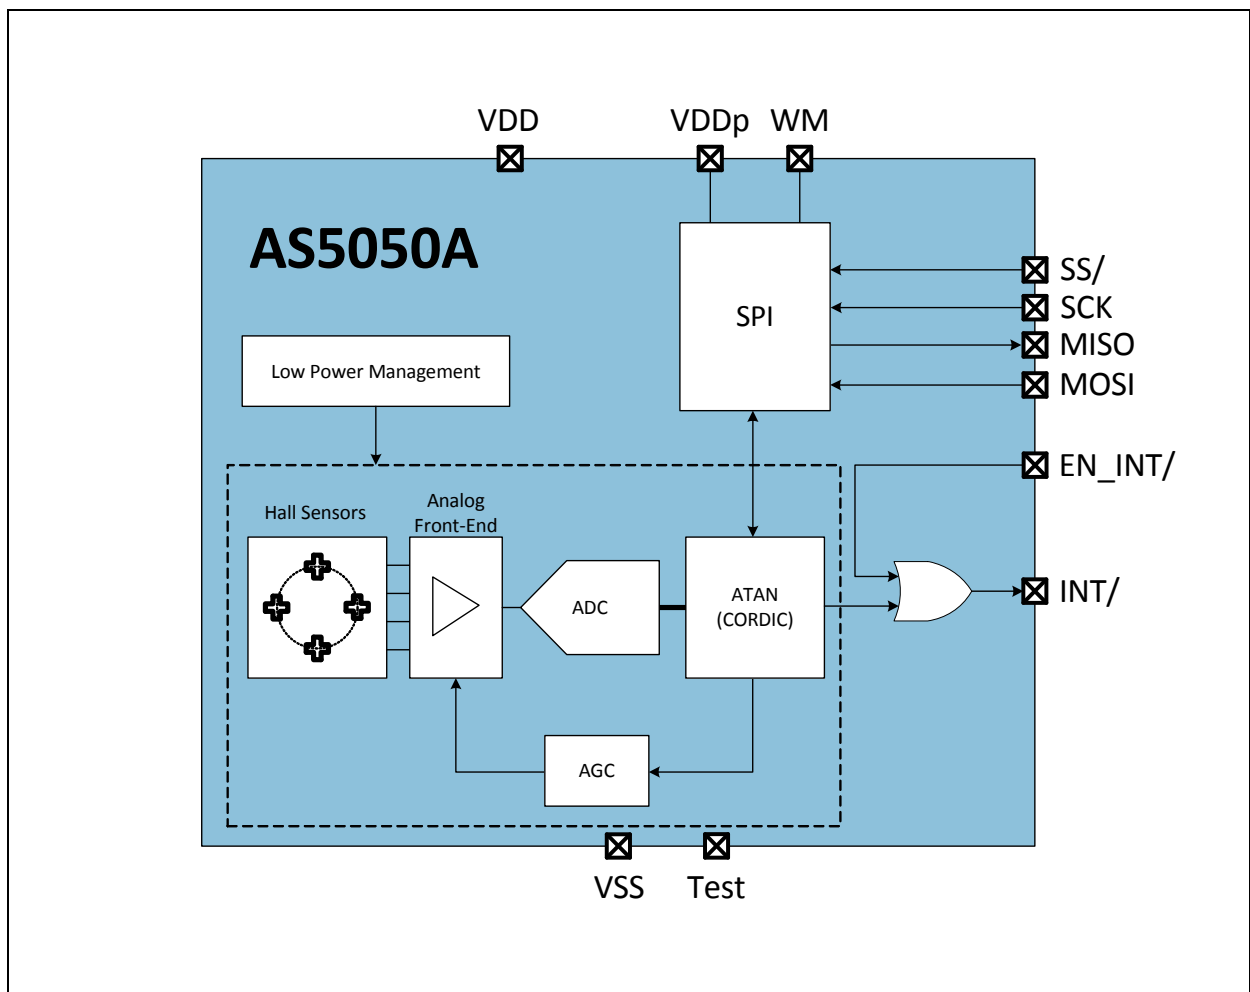 VDD
VDDp
WM
AS5050A
SPI
SS/
SCK
MISO
MOSI
Low Power Management
EN_INT/
Hall Sensors
Analog
Front-End
ADC
ATAN
(CORDIC)
INT/
AGC
VSS
Test